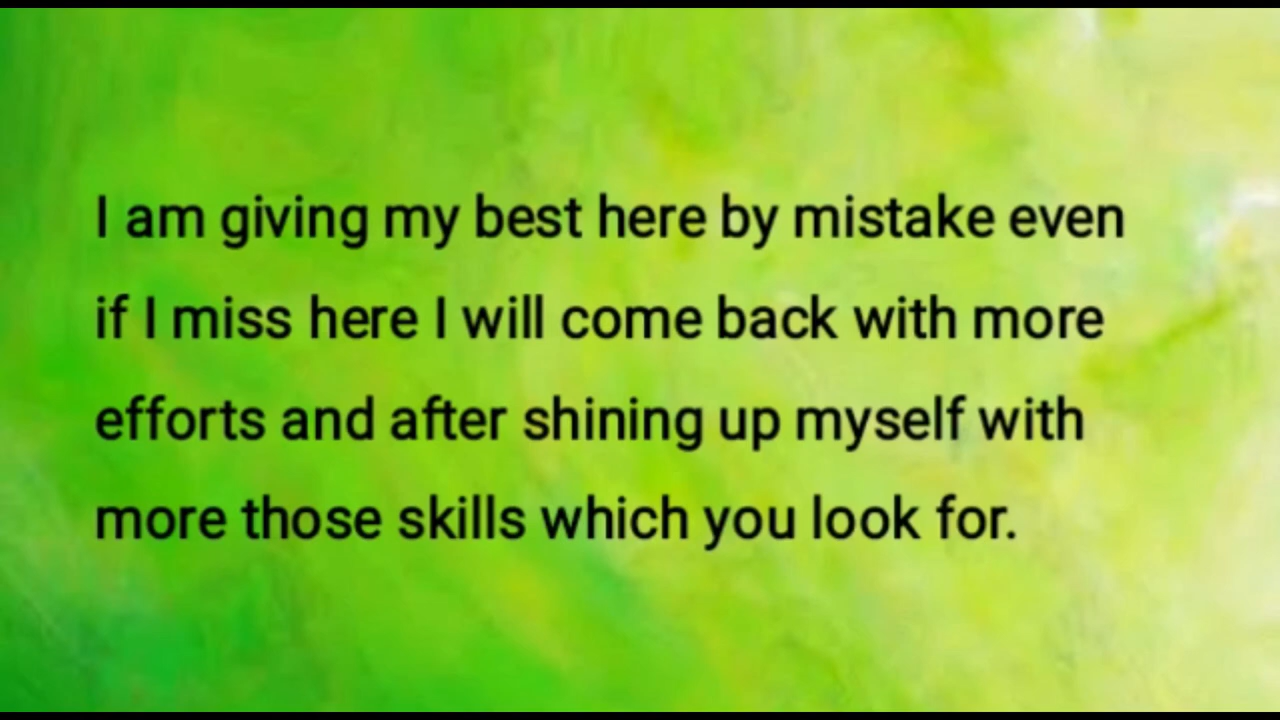 I am giving my best here by mistake even
if I miss here I will come back with more
efforts and after shining up myself with
more those skills which you look for.